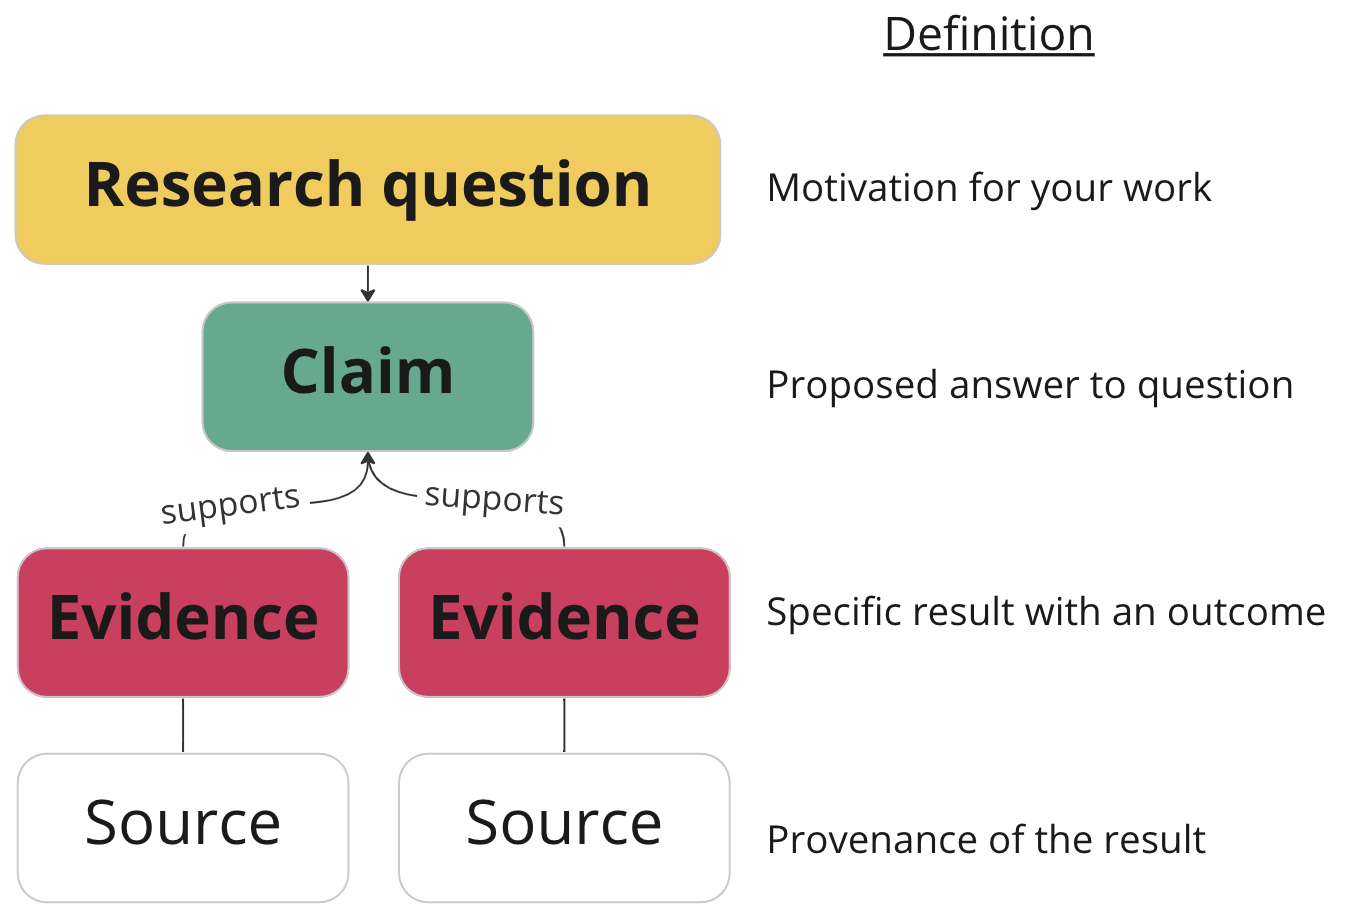 Definition
Research question
Motivation for your work
Claim
Proposed answer to question
supports
supports
Evidence
Evidence
Specific result with an outcome
Source
Source
Provenance of the result